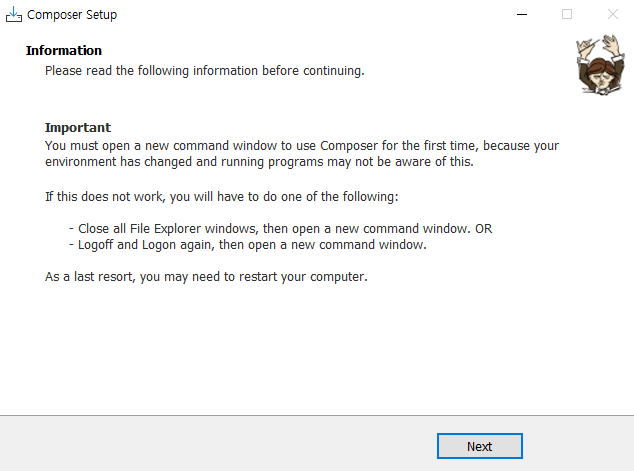 Composer Setup
Information
Please read the following information before continuing.
Important
You must open a new command window to use Composer for the first time, because your
environment has changed and running programs may not be aware of this.
If this does not work, you will have to do one of the following:
- Close all File Explorer windows, then open a new command window. OR
- Logoff and Logon again, then open a new command window.
As a last resort, you may need to restart your computer.
Next